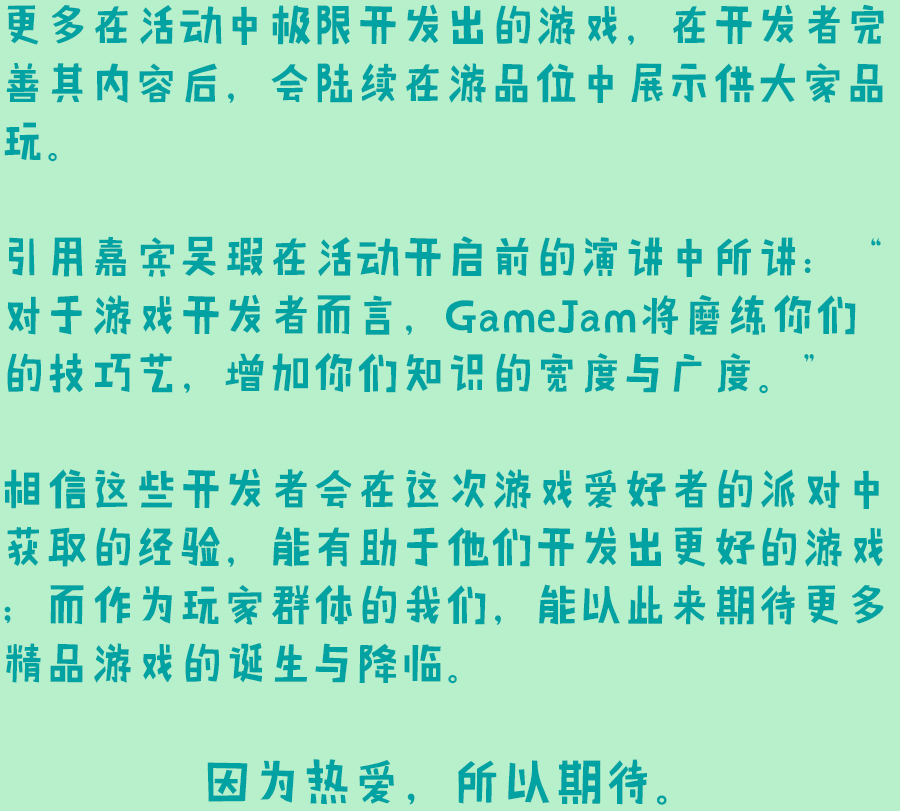 更多在活动中极限开发出的游戏，在开发者完
善其内容后，会陆续在游品位中展示供大家品
玩。
引用嘉宾吴瑕在活动开启前的演讲中所讲：“
对于游戏开发者而言，GameJam将磨练你们
的技巧艺，增加你们知识的宽度与广度。”
相信这些开发者会在这次游戏爱好者的派对中
获取的经验，能有助于他们开发出更好的游戏
；而作为玩家群体的我们，能以此来期待更多
精品游戏的诞生与降临。
因为热爱，所以期待。